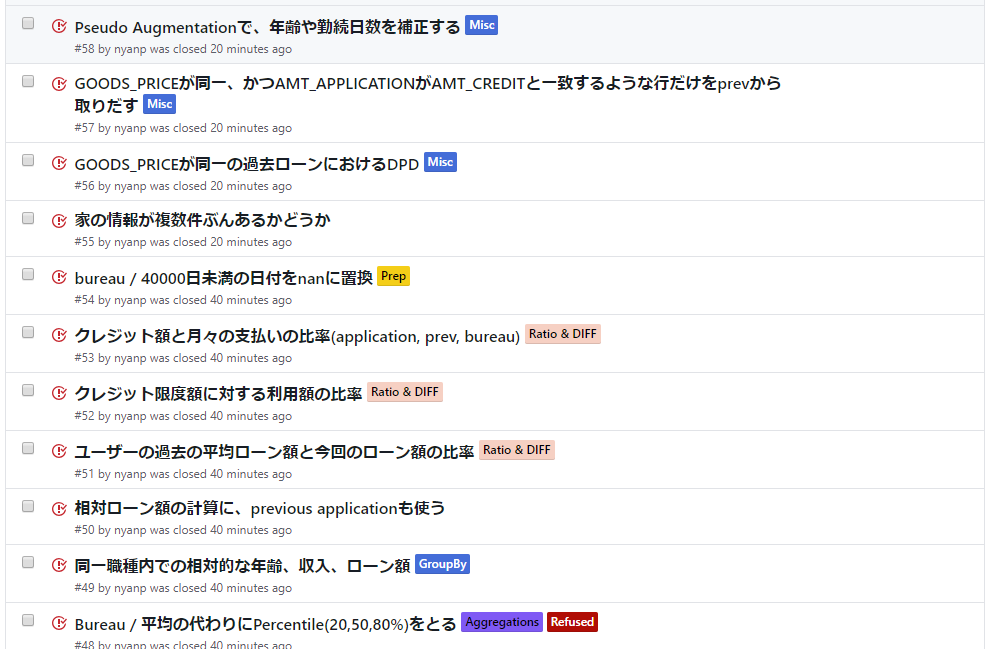 Pseudo Augmentationで、年齢や勤続日数を補正する Misc
#58 by nyanp was closed 20 minutes ago
GOODS_PRICEが同一、かつAMT_APPLICATIONがAMT_CREDITと一致するような行だけをprevから
取りだす Misc
#57 by nyanp was closed 20 minutes ago
GOODS_PRICEが同一の過去ローンにおけるDPD Misc
#56 by nyanp was closed 20 minutes ago
家の情報が複数件ぶんあるかどうか
#55 by nyanp was closed 20 minutes ago
bureau / 40000日未満の日付をnanに置換 Prep
#54 by nyanp was closed 40 minutes ago
クレジット額と月々の支払いの比率(application, prev, bureau) Ratio & DIFF
#53 by nyanp was closed 40 minutes ago
クレジット限度額に対する利用額の比率 Ratio & DIFF
#52 by nyanp was closed 40 minutes ago
ユーザーの過去の平均ローン額と今回のローン額の比率 Ratio & DIFF
#51 by nyanp was closed 40 minutes ago
相対ローン額の計算に、previous applicationも使う
#50 by nyanp was closed 40 minutes ago
同一職種内での相対的な年齢、収入、ローン額 GroupBy
#49 by nyanp was closed 40 minutes ago
Bureau / 平均の代わりにPercentile(20,50,80%)をとる Aggregations Refused
#48 by nyanp was closed 40 minutes ago